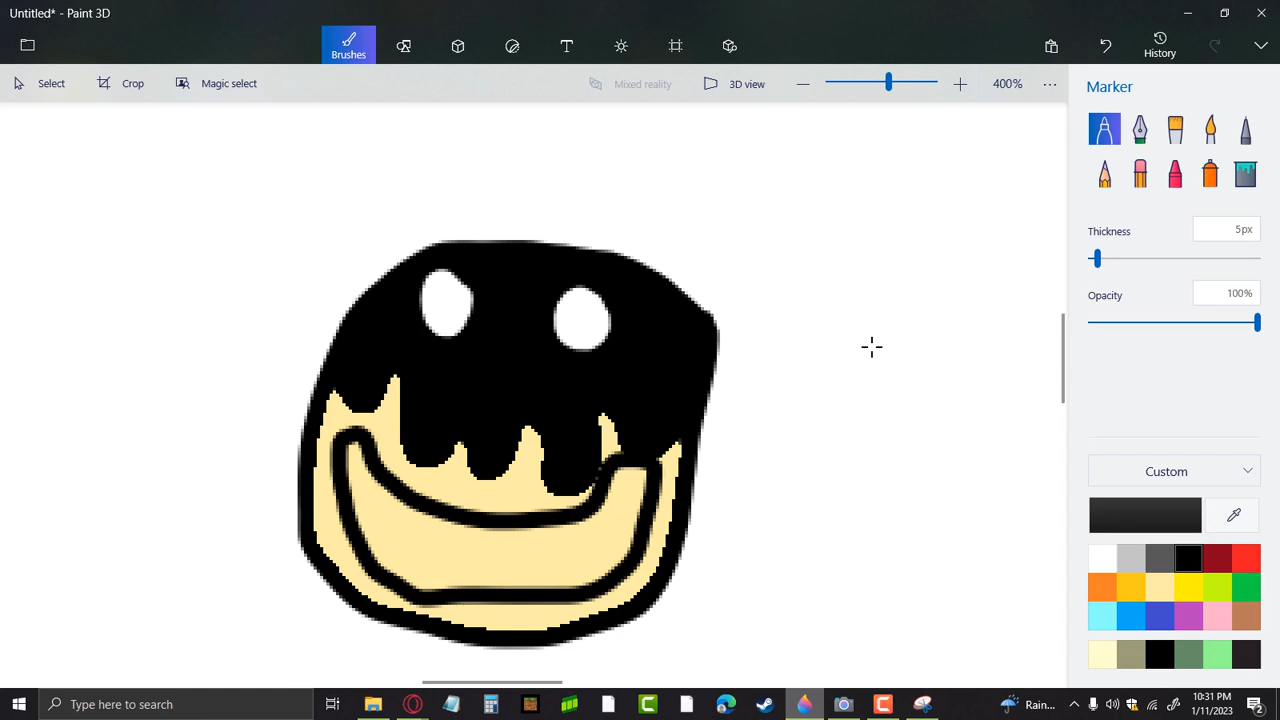 Untitled* - Paint 3D
Brushes
History
Select
Crop
Magic select
Mixed reality
3D view
400%
Marker
Thickness
5px
Opacity
100%
Custom
Type here to search
Rain...
10:31 PM
1/11/2023
2